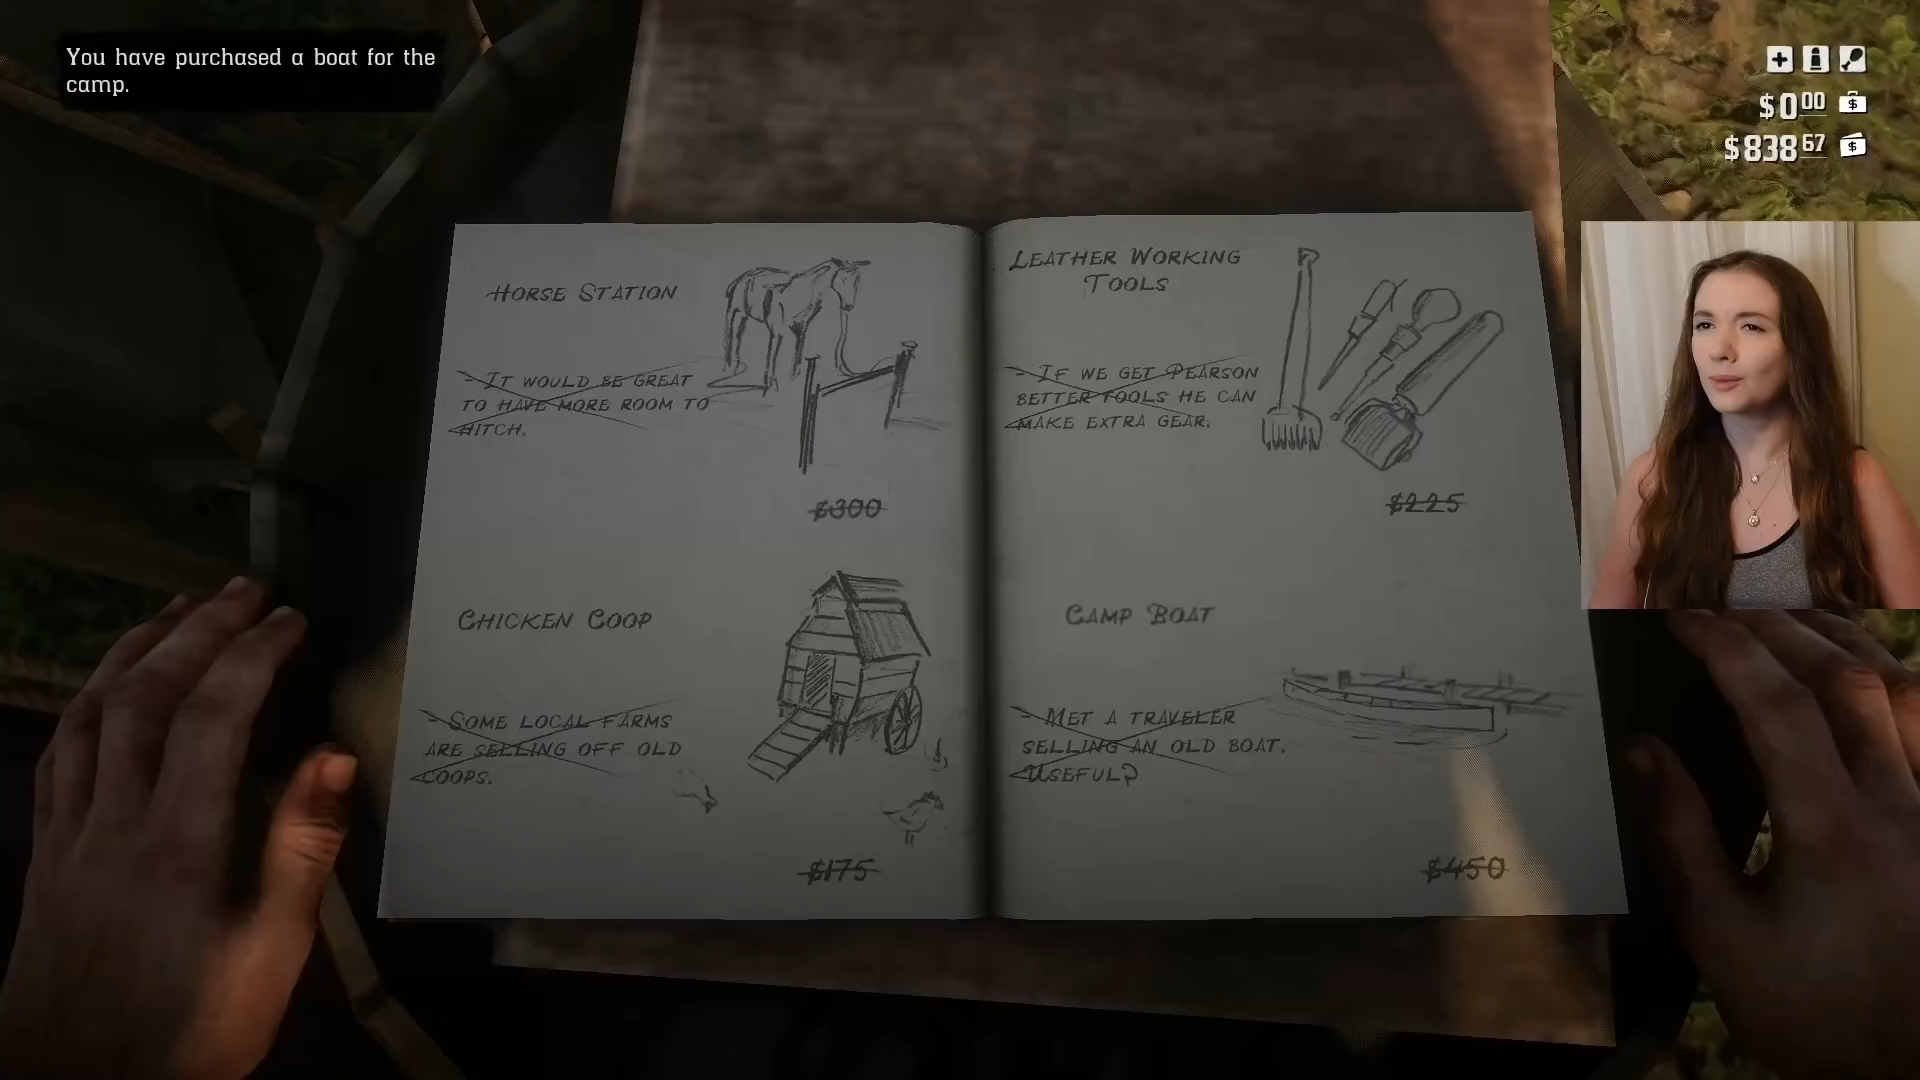 You have purchased a boat for the
camp.
$0.00
$838.67
HORSE STATION
- IT WOULD BE GREAT
TO HAVE MORE ROOM TO
HITCH.
$300
CHICKEN COOP
- SOME LOCAL FARMS
ARE SELLING OFF OLD
COOPS.
$175
LEATHER WORKING
TOOLS
- IF WE GET PEARSON
BETTER TOOLS HE CAN
MAKE EXTRA GEAR.
$225
CAMP BOAT
- MET A TRAVELER
SELLING AN OLD BOAT.
USEFUL?
$450